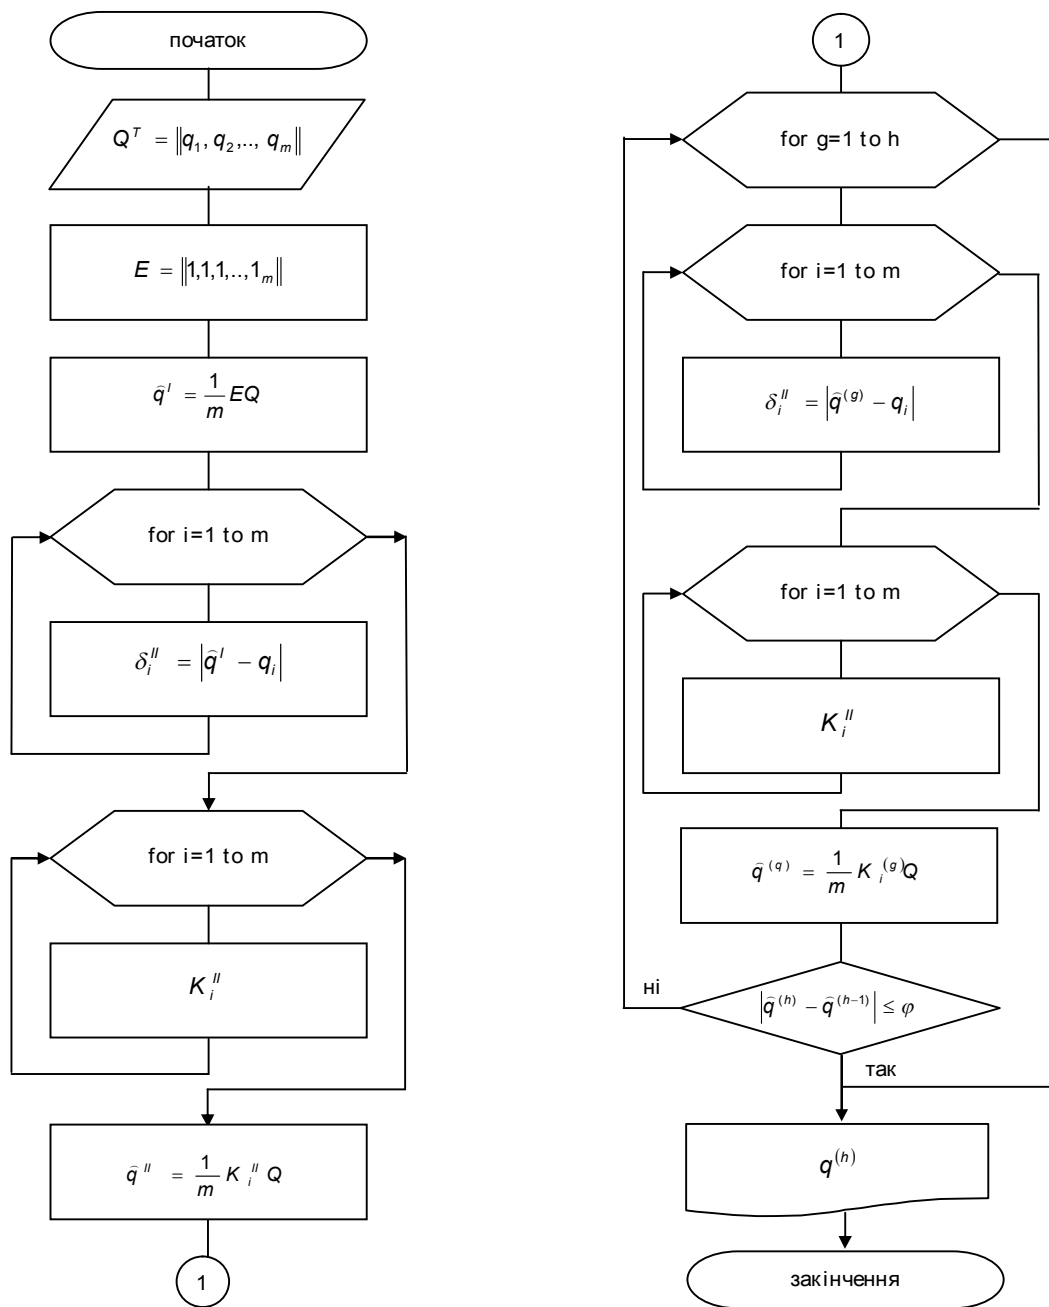 початок
Q^T = ||q_1, q_2,.., q_m||
E = ||1,1,1,..,1_m||
q̂^I = 1/m EQ
for i=1 to m
δ_i^II = |q̂^I − q_i|
for i=1 to m
K_i^II
q̂^II = 1/m K_i^II Q
1
1
for g=1 to h
for i=1 to m
δ_i^II = |q̂^(g) − q_i|
for i=1 to m
K_i^II
q̂^(q) = 1/m K_i^(g) Q
ні
|q̂^(h) − q̂^(h−1)| ≤ φ
так
q^(h)
закінчення